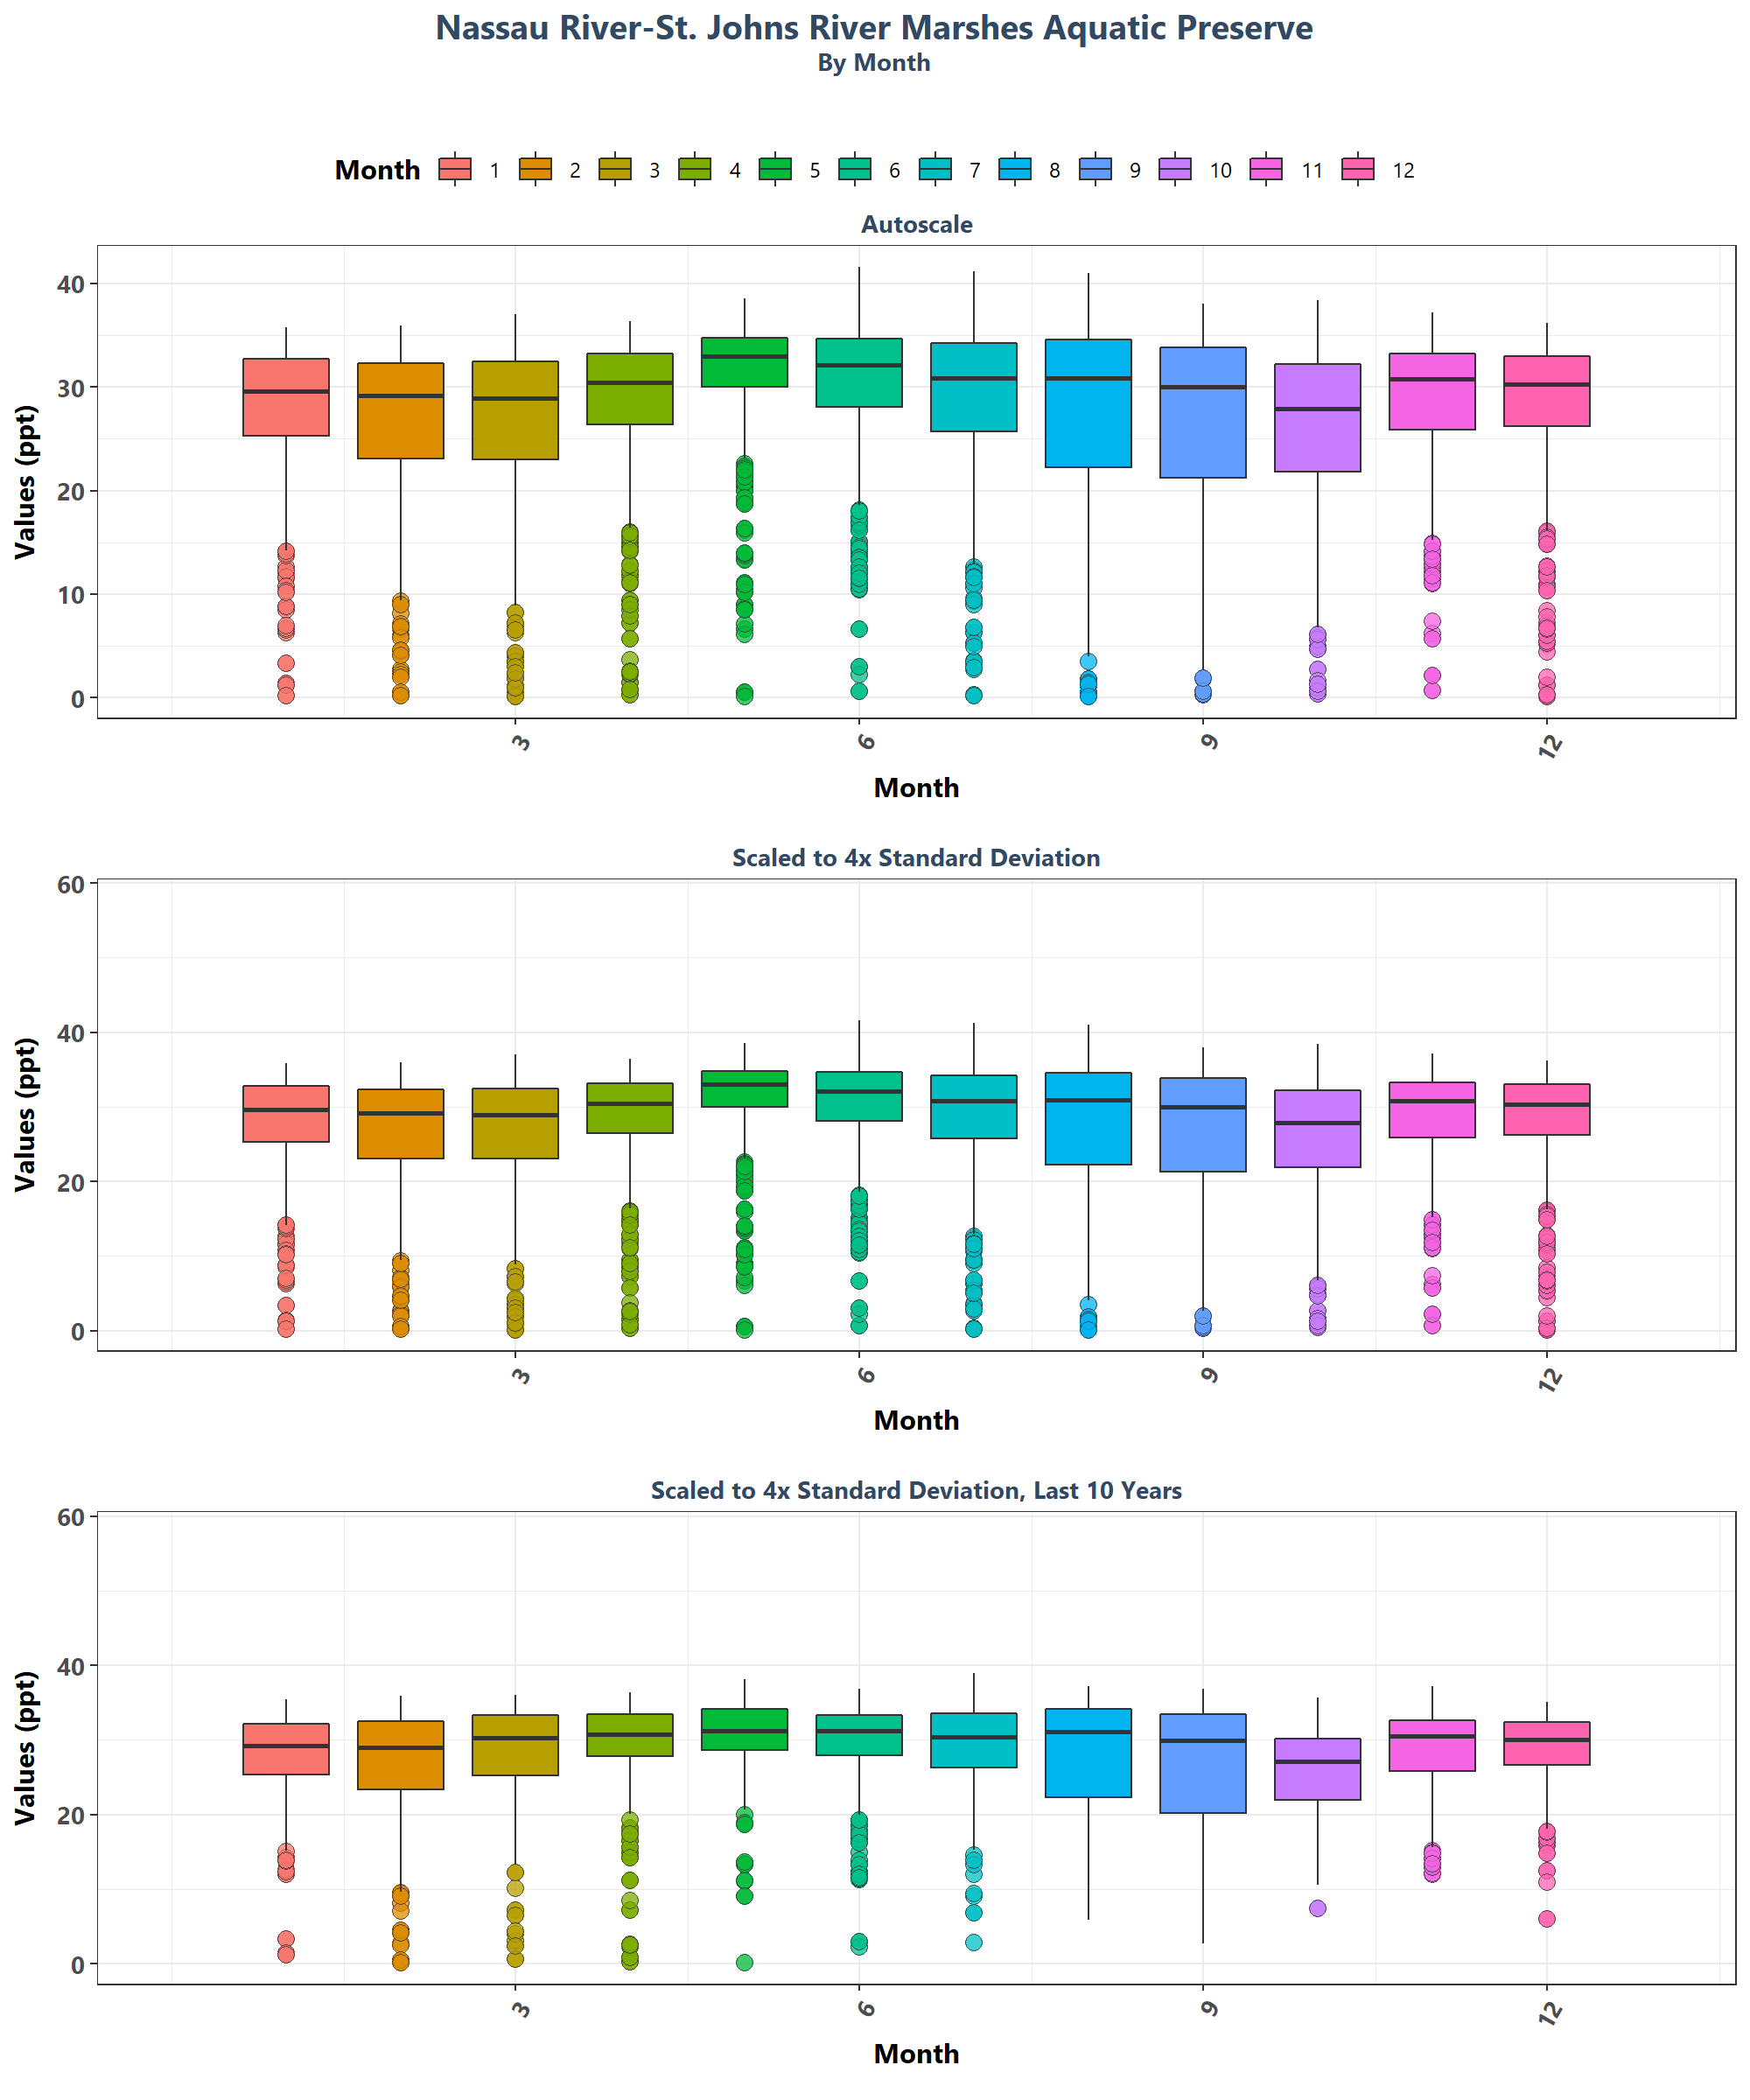 Nassau River-St. Johns River Marshes Aquatic Preserve
By Month
Month 1 2 3 4 5 6 7 8 9 10 11 12
Autoscale
Values (ppt)
40
30
20
10
0
3 6 9 12
Month
Scaled to 4x Standard Deviation
Values (ppt)
60
40
20
0
3 6 9 12
Month
Scaled to 4x Standard Deviation, Last 10 Years
Values (ppt)
60
40
20
0
3 6 9 12
Month